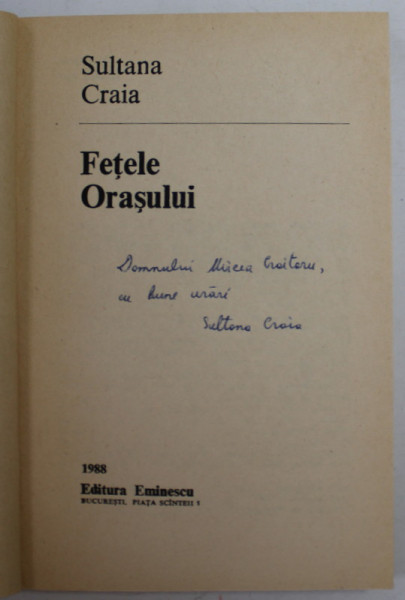 Sultana
Craia
Fețele
Orașului
Domnului Mircea Croitoru,
cu bune urări
Sultana Craia
1988
Editura Eminescu
BUCUREȘTI, PIAȚA SCÎNTEII 1